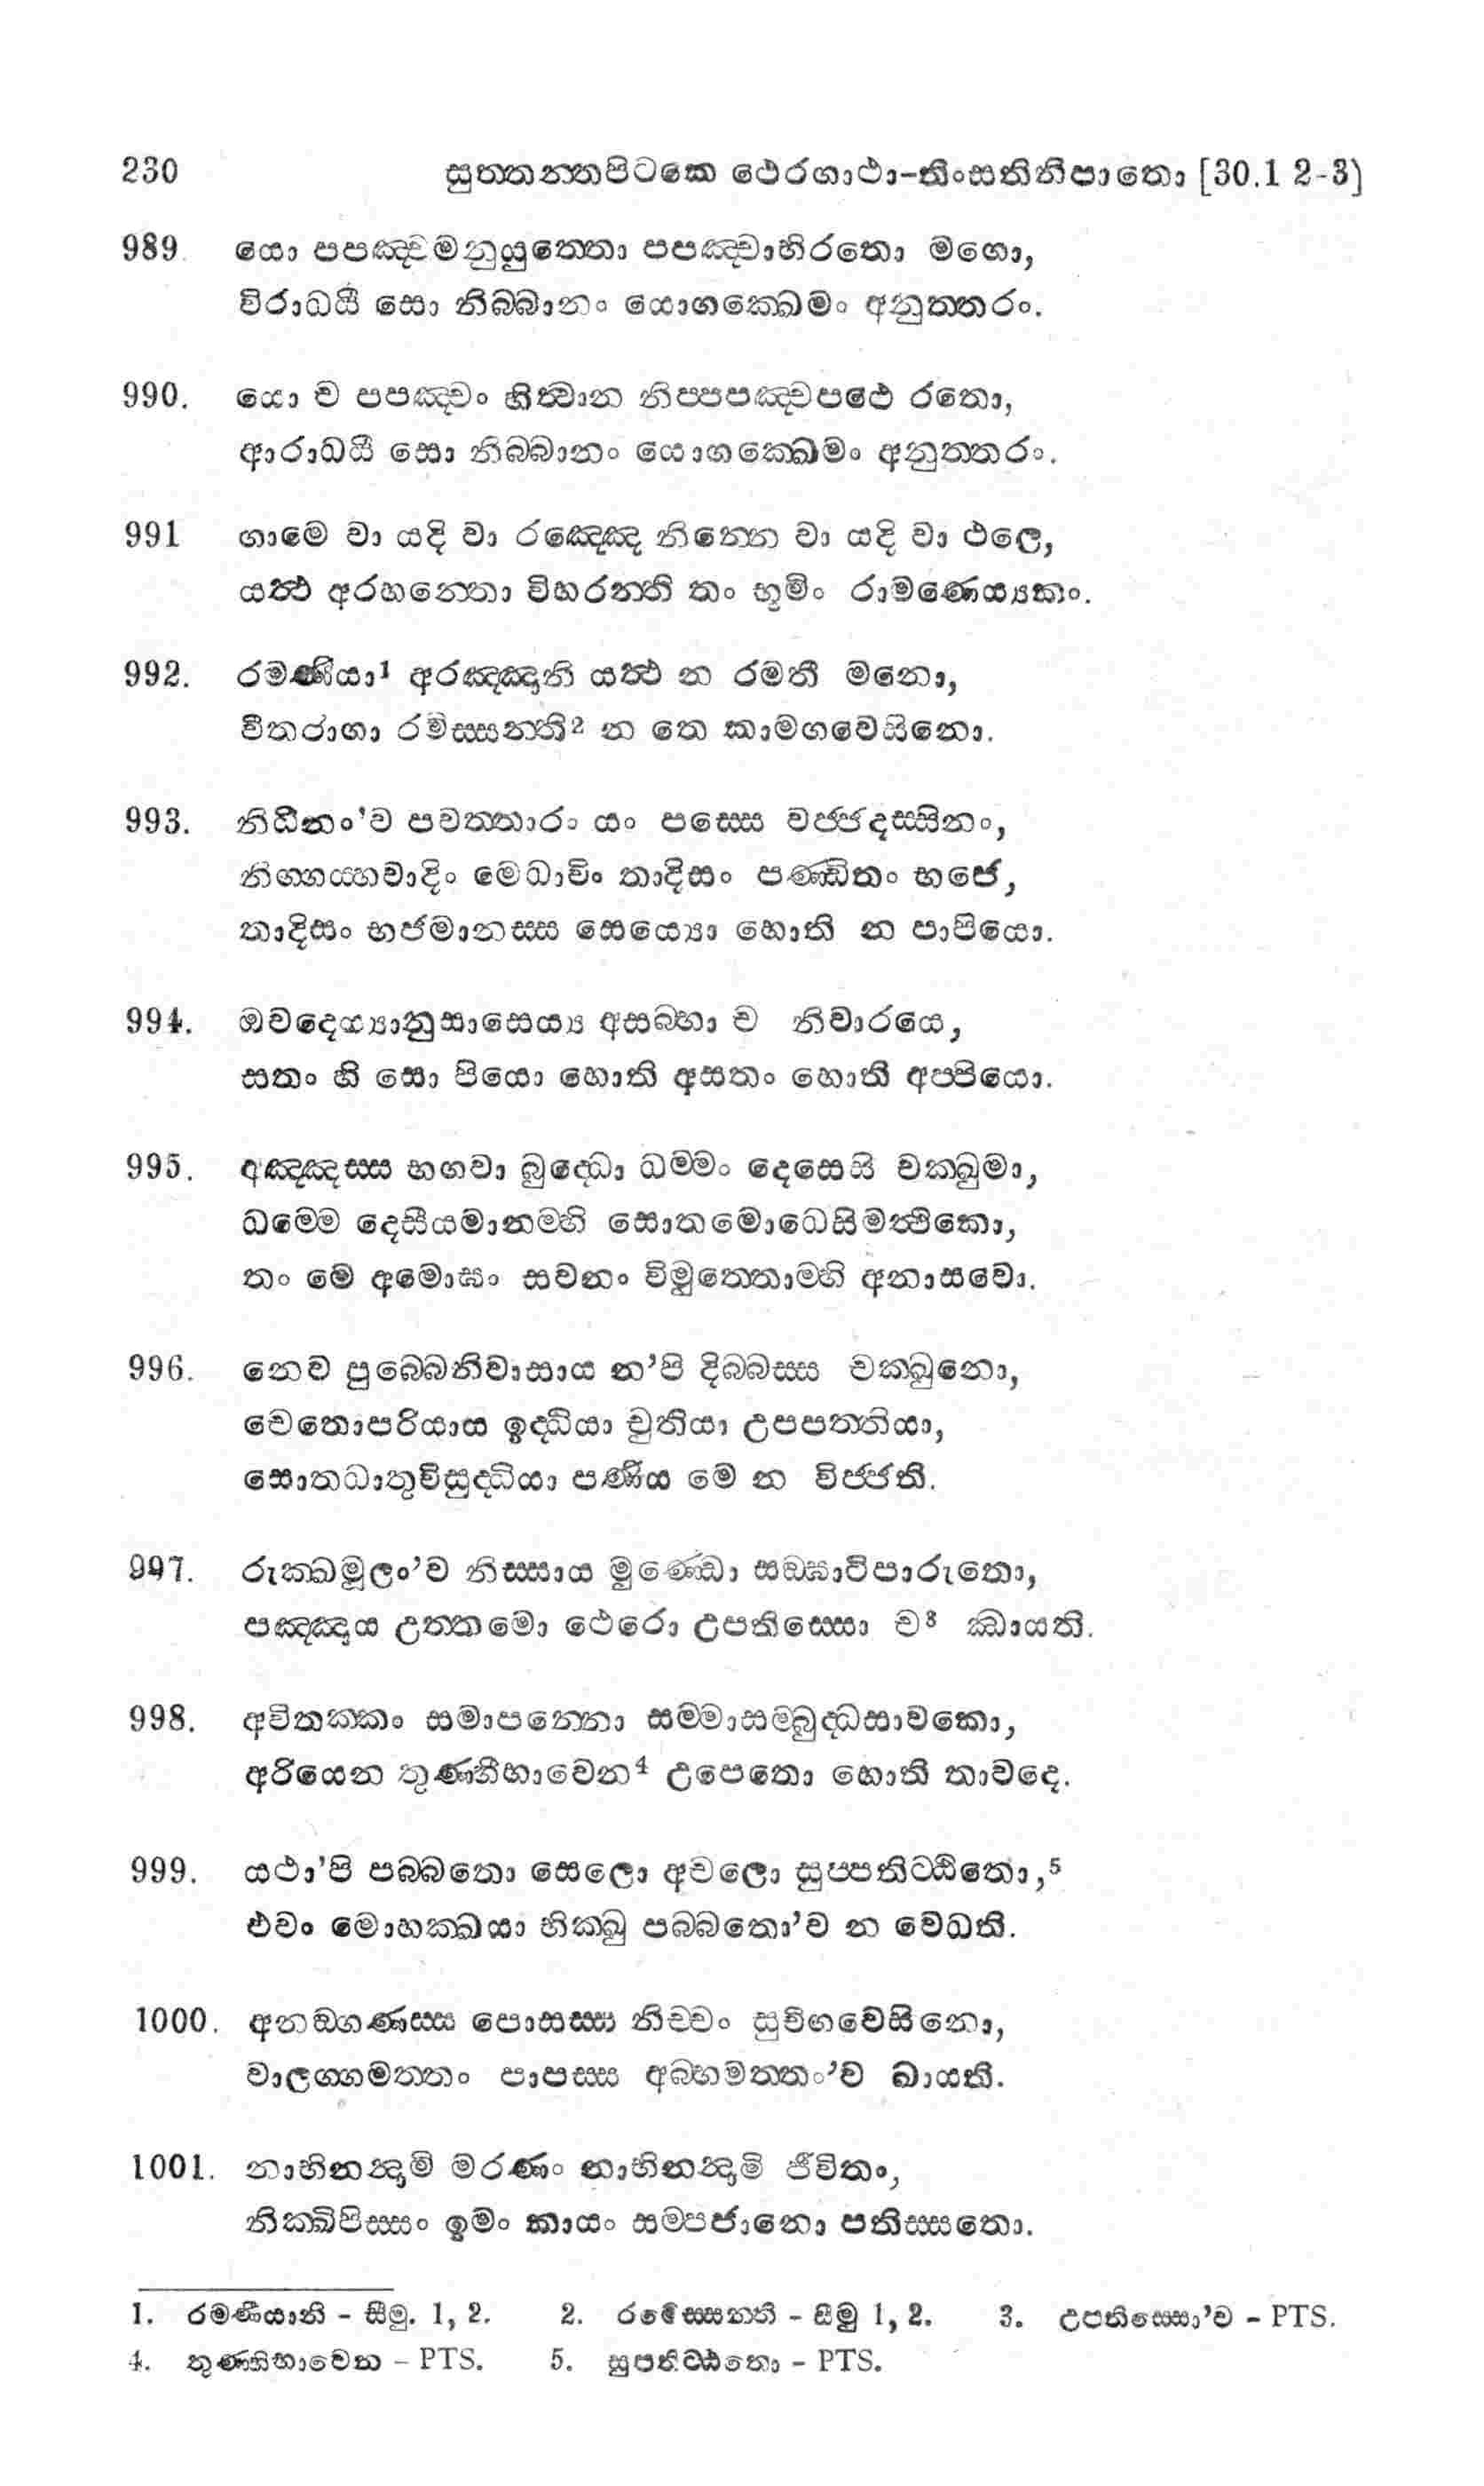 230 සුත්තන්තපිටකෙ ථෙරගාථා-තිංසතිනිපාතො [30.1 2-3]
989. යො පපඤ්චමනුයුත්තො පපඤ්චාභිරතො මගො,
විරාධයී සො නිබ්බානං යොගක්ඛෙමං අනුත්තරං.
990. යො ච පපඤ්චං හිත්වාන නිප්පපඤ්චපථෙ රතො,
ආරාධයී සො නිබ්බානං යොගක්ඛෙමං අනුත්තරං.
991 ගාමෙ වා යදි වා රඤ්ඤෙ නින්නෙ වා යදි වා ථලෙ,
යත්ථ අරහන්තො විහරන්ති තං භූමිං රාමණෙය්‍යකං.
992. රමණීයා¹ අරඤ්ඤානි යත්ථ න රමතී මනො,
වීතරාගා රමිස්සන්ති² න තෙ කාමගවෙසිනො.
993. නිධීනං'ව පවත්තාරං යං පස්සෙ වජ්ජදස්සිනං,
නිග්ගය්හවාදිං මෙධාවිං තාදිසං පණ්ඩිතං භජෙ,
තාදිසං භජමානස්ස සෙය්‍යො හොති න පාපියො.
994. ඔවදෙය්‍යානුසාසෙය්‍ය අසබ්භා ච නිවාරයෙ,
සතං හි සො පියො හොති අසතං හොති අප්පියො.
995. අඤ්ඤස්ස භගවා බුද්ධො ධම්මං දෙසෙසි චක්ඛුමා,
ධම්මෙ දෙසීයමානම්හි සොතමොධෙසිමත්ථිකො,
තං මෙ අමොඝං සවනං විමුත්තොම්හි අනාසවො.
996. නෙව පුබ්බෙනිවාසාය න'පි දිබ්බස්ස චක්ඛුනො,
චෙතොපරියාය ඉද්ධියා චුතියා උපපත්තියා,
සොතධාතුවිසුද්ධියා පණීය මෙ න විජ්ජති.
997. රුක්ඛමූලං'ව නිස්සාය මුණ්ඩො සඞ්ඝාටිපාරුතො,
පඤ්ඤාය උත්තමො ථෙරො උපතිස්සො ච³ ඣායති.
998. අවිතක්කං සමාපන්නො සම්මාසම්බුද්ධසාවකො,
අරියෙන තුණ්හීභාවෙන⁴ උපෙතො හොති තාවදෙ.
999. යථා'පි පබ්බතො සෙලො අචලො සුප්පතිට්ඨිතො,⁵
එවං මොහක්ඛයා භික්ඛු පබ්බතො'ව න වෙධති.
1000. අනඞ්ගණස්ස පොසස්ස නිච්චං සුචිගවෙසිනො,
වාලග්ගමත්තං පාපස්ස අබ්භමත්තං'ව ඛායති.
1001. නාභිනන්දාමි මරණං නාභිනන්දාමි ජීවිතං,
නික්ඛිපිස්සං ඉමං කායං සම්පජානො පතිස්සතො.
1. රමණීයානි - සීමු. 1, 2. 2. රමෙස්සන්ති - සීමු 1, 2. 3. උපතිස්සො'ව - PTS.
4. තුණ්හිභාවෙන - PTS. 5. සුපතිට්ඨිතො - PTS.